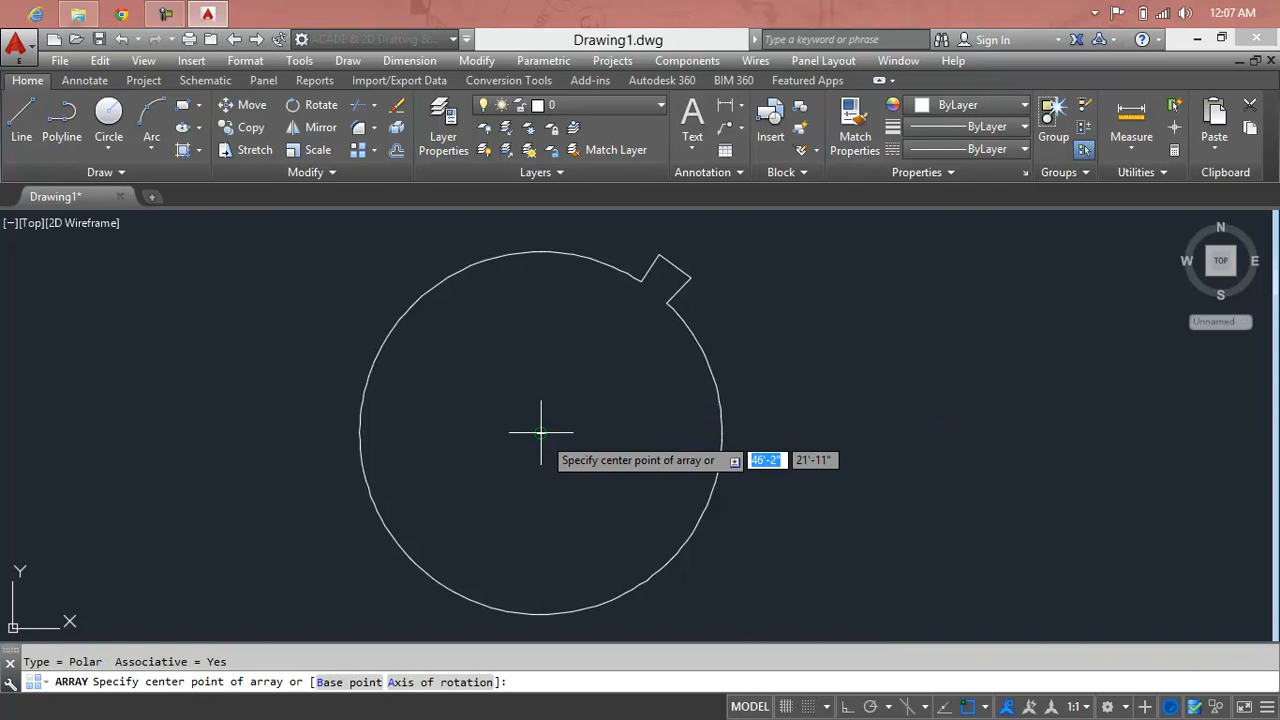 12:07 AM
ACADE & 2D Drafting &...
Drawing1.dwg
Type a keyword or phrase
Sign In
E
File Edit View Insert Format Tools Draw Dimension Modify Parametric Projects Components Wires Panel Layout Window Help
Home Annotate Project Schematic Panel Reports Import/Export Data Conversion Tools Add-ins Autodesk 360 BIM 360 Featured Apps
Move Rotate 0 ByLayer
Line Polyline Circle Arc Copy Mirror Layer Properties Text Insert Match Properties ByLayer Group Measure Paste
Stretch Scale Match Layer ByLayer
Draw Modify Layers Annotation Block Properties Groups Utilities Clipboard
Drawing1*
[−][Top][2D Wireframe]
N
W TOP E
S
Unnamed
Specify center point of array or 46'-2" 21'-11"
Y
X
Type = Polar Associative = Yes
ARRAY Specify center point of array or [Base point Axis of rotation]:
MODEL 1:1